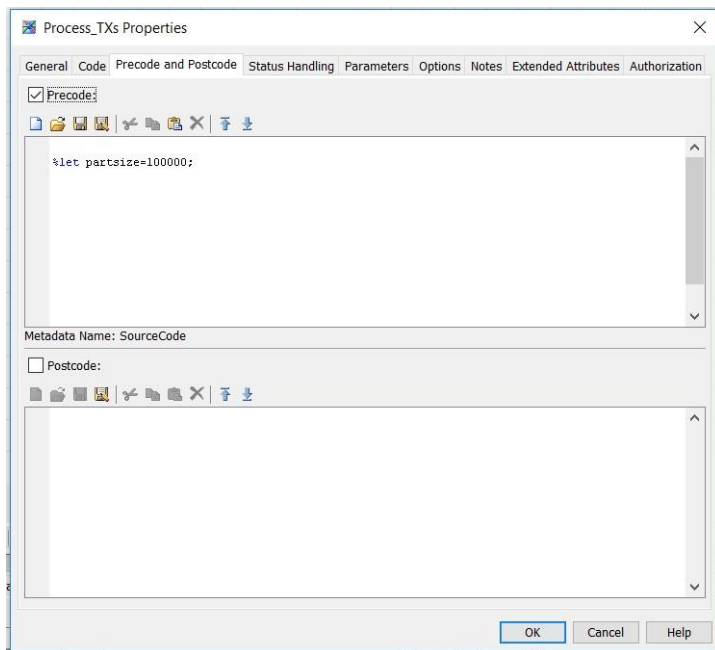 Process_TXs Properties
General Code Precode and Postcode Status Handling Parameters Options Notes Extended Attributes Authorization
Precode:
%let partsize=100000;
Metadata Name: SourceCode
Postcode:
OK Cancel Help